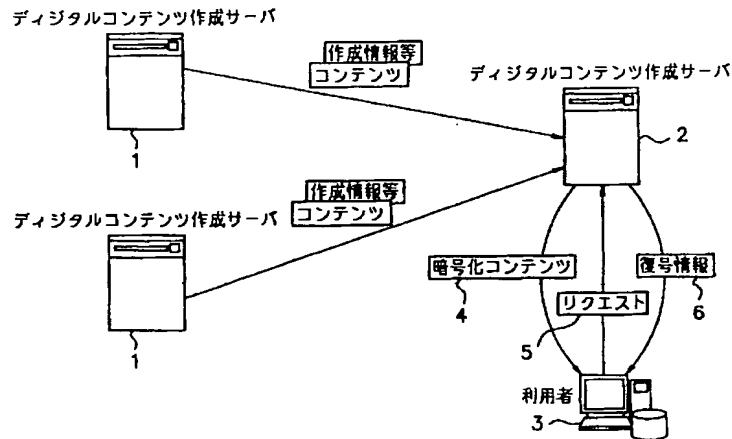 ディジタルコンテンツ作成サーバ
1
作成情報等
コンテンツ
ディジタルコンテンツ作成サーバ
2
ディジタルコンテンツ作成サーバ
1
作成情報等
コンテンツ
暗号化コンテンツ
4
リクエスト
5
復号情報
6
利用者
3